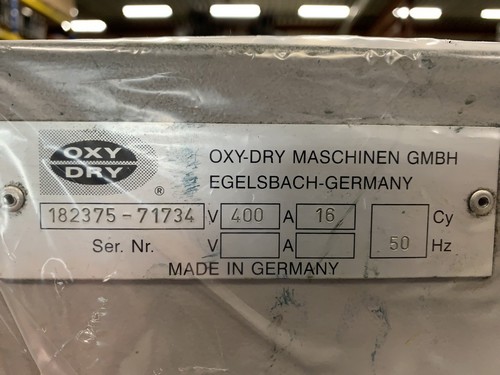 OXY
DRY
®
OXY-DRY MASCHINEN GMBH
EGELSBACH-GERMANY
182375-71734 V 400 A 16 Cy
Ser. Nr. V A 50 Hz
MADE IN GERMANY